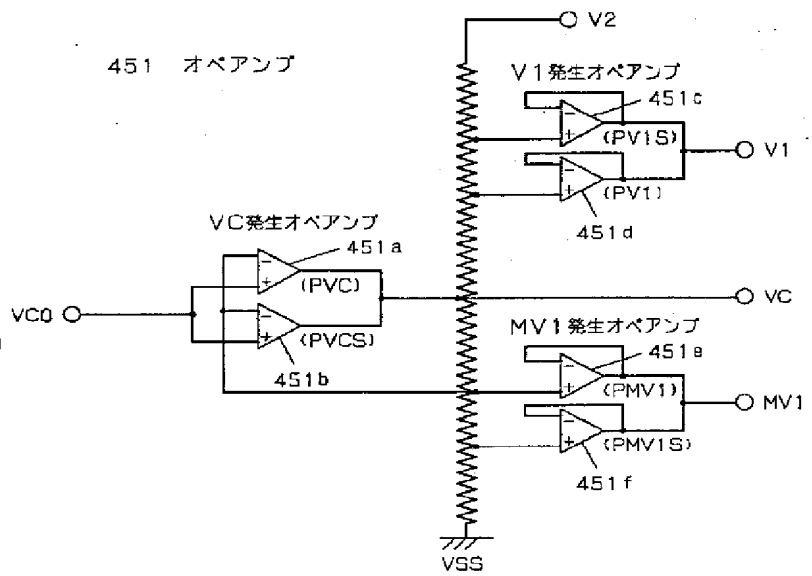 V2
451 オペアンプ
V1発生オペアンプ
451c
(PV1S)
V1
(PV1)
451d
VC発生オペアンプ
451a
(PVC)
VC0
VC
(PVCS)
451b
MV1発生オペアンプ
451e
(PMV1)
MV1
(PMV1S)
451f
VSS